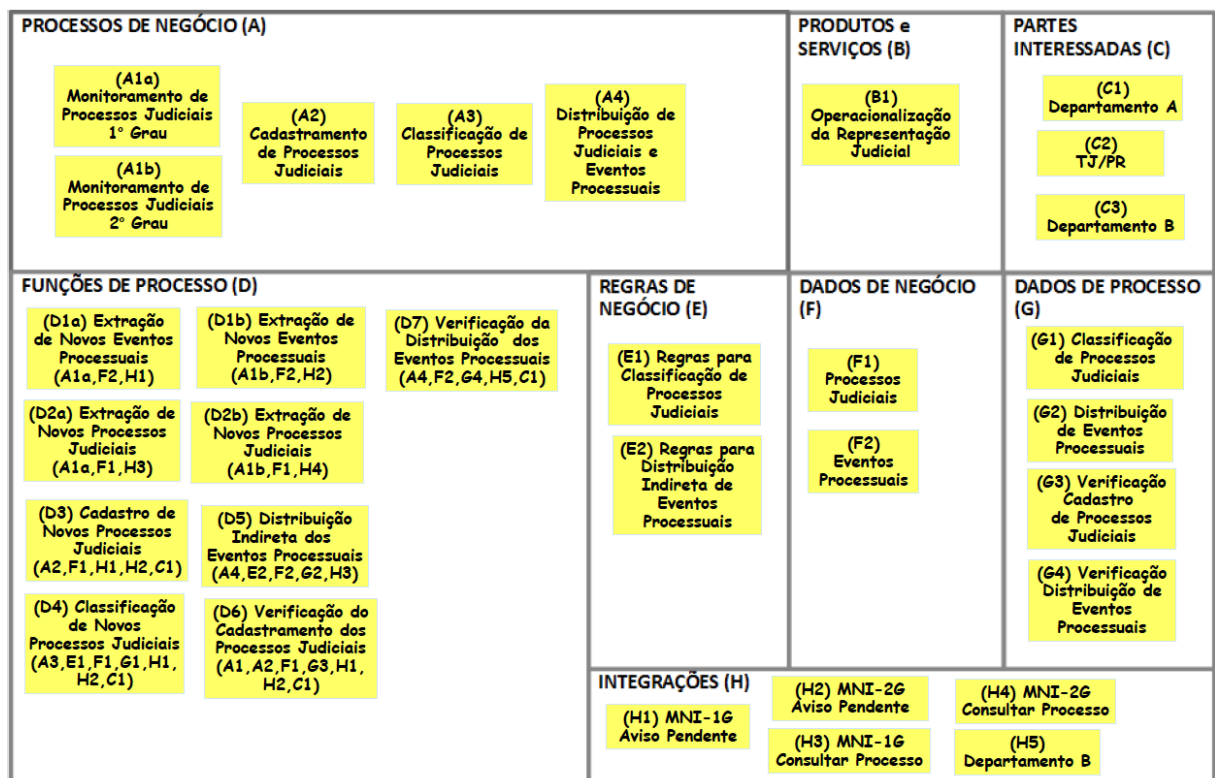 PROCESSOS DE NEGÓCIO (A)
(A1a)
Monitoramento de
Processos Judiciais
1° Grau
(A1b)
Monitoramento de
Processos Judiciais
2° Grau
(A2)
Cadastramento
de Processos
Judiciais
(A3)
Classificação de
Processos
Judiciais
(A4)
Distribuição de
Processos
Judiciais e
Eventos
Processuais
PRODUTOS e
SERVIÇOS (B)
(B1)
Operacionalização
da Representação
Judicial
PARTES
INTERESSADAS (C)
(C1)
Departamento A
(C2)
TJ/PR
(C3)
Departamento B
FUNÇÕES DE PROCESSO (D)
(D1a) Extração
de Novos Eventos
Processuais
(A1a,F2,H1)
(D1b) Extração de
Novos Eventos
Processuais
(A1b,F2,H2)
(D7) Verificação da
Distribuição dos
Eventos Processuais
(A4,F2,G4,H5,C1)
(D2a) Extração de
Novos Processos
Judiciais
(A1a,F1,H3)
(D2b) Extração de
Novos Processos
Judiciais
(A1b,F1,H4)
(D3) Cadastro de
Novos Processos
Judiciais
(A2,F1,H1,H2,C1)
(D5) Distribuição
Indireta dos
Eventos Processuais
(A4,E2,F2,G2,H3)
(D4) Classificação
de Novos
Processos Judiciais
(A3,E1,F1,G1,H1,
H2,C1)
(D6) Verificação do
Cadastramento dos
Processos Judiciais
(A1,A2,F1,G3,H1,
H2,C1)
REGRAS DE
NEGÓCIO (E)
(E1) Regras para
Classificação de
Processos
Judiciais
(E2) Regras para
Distribuição
Indireta de
Eventos
Processuais
DADOS DE NEGÓCIO
(F)
(F1)
Processos
Judiciais
(F2)
Eventos
Processuais
DADOS DE PROCESSO
(G)
(G1) Classificação
de Processos
Judiciais
(G2) Distribuição
de Eventos
Processuais
(G3) Verificação
Cadastro
de Processos
Judiciais
(G4) Verificação
Distribuição de
Eventos
Processuais
INTEGRAÇÕES (H)
(H1) MNI-1G
Aviso Pendente
(H2) MNI-2G
Aviso Pendente
(H3) MNI-1G
Consultar Processo
(H4) MNI-2G
Consultar Processo
(H5)
Departamento B